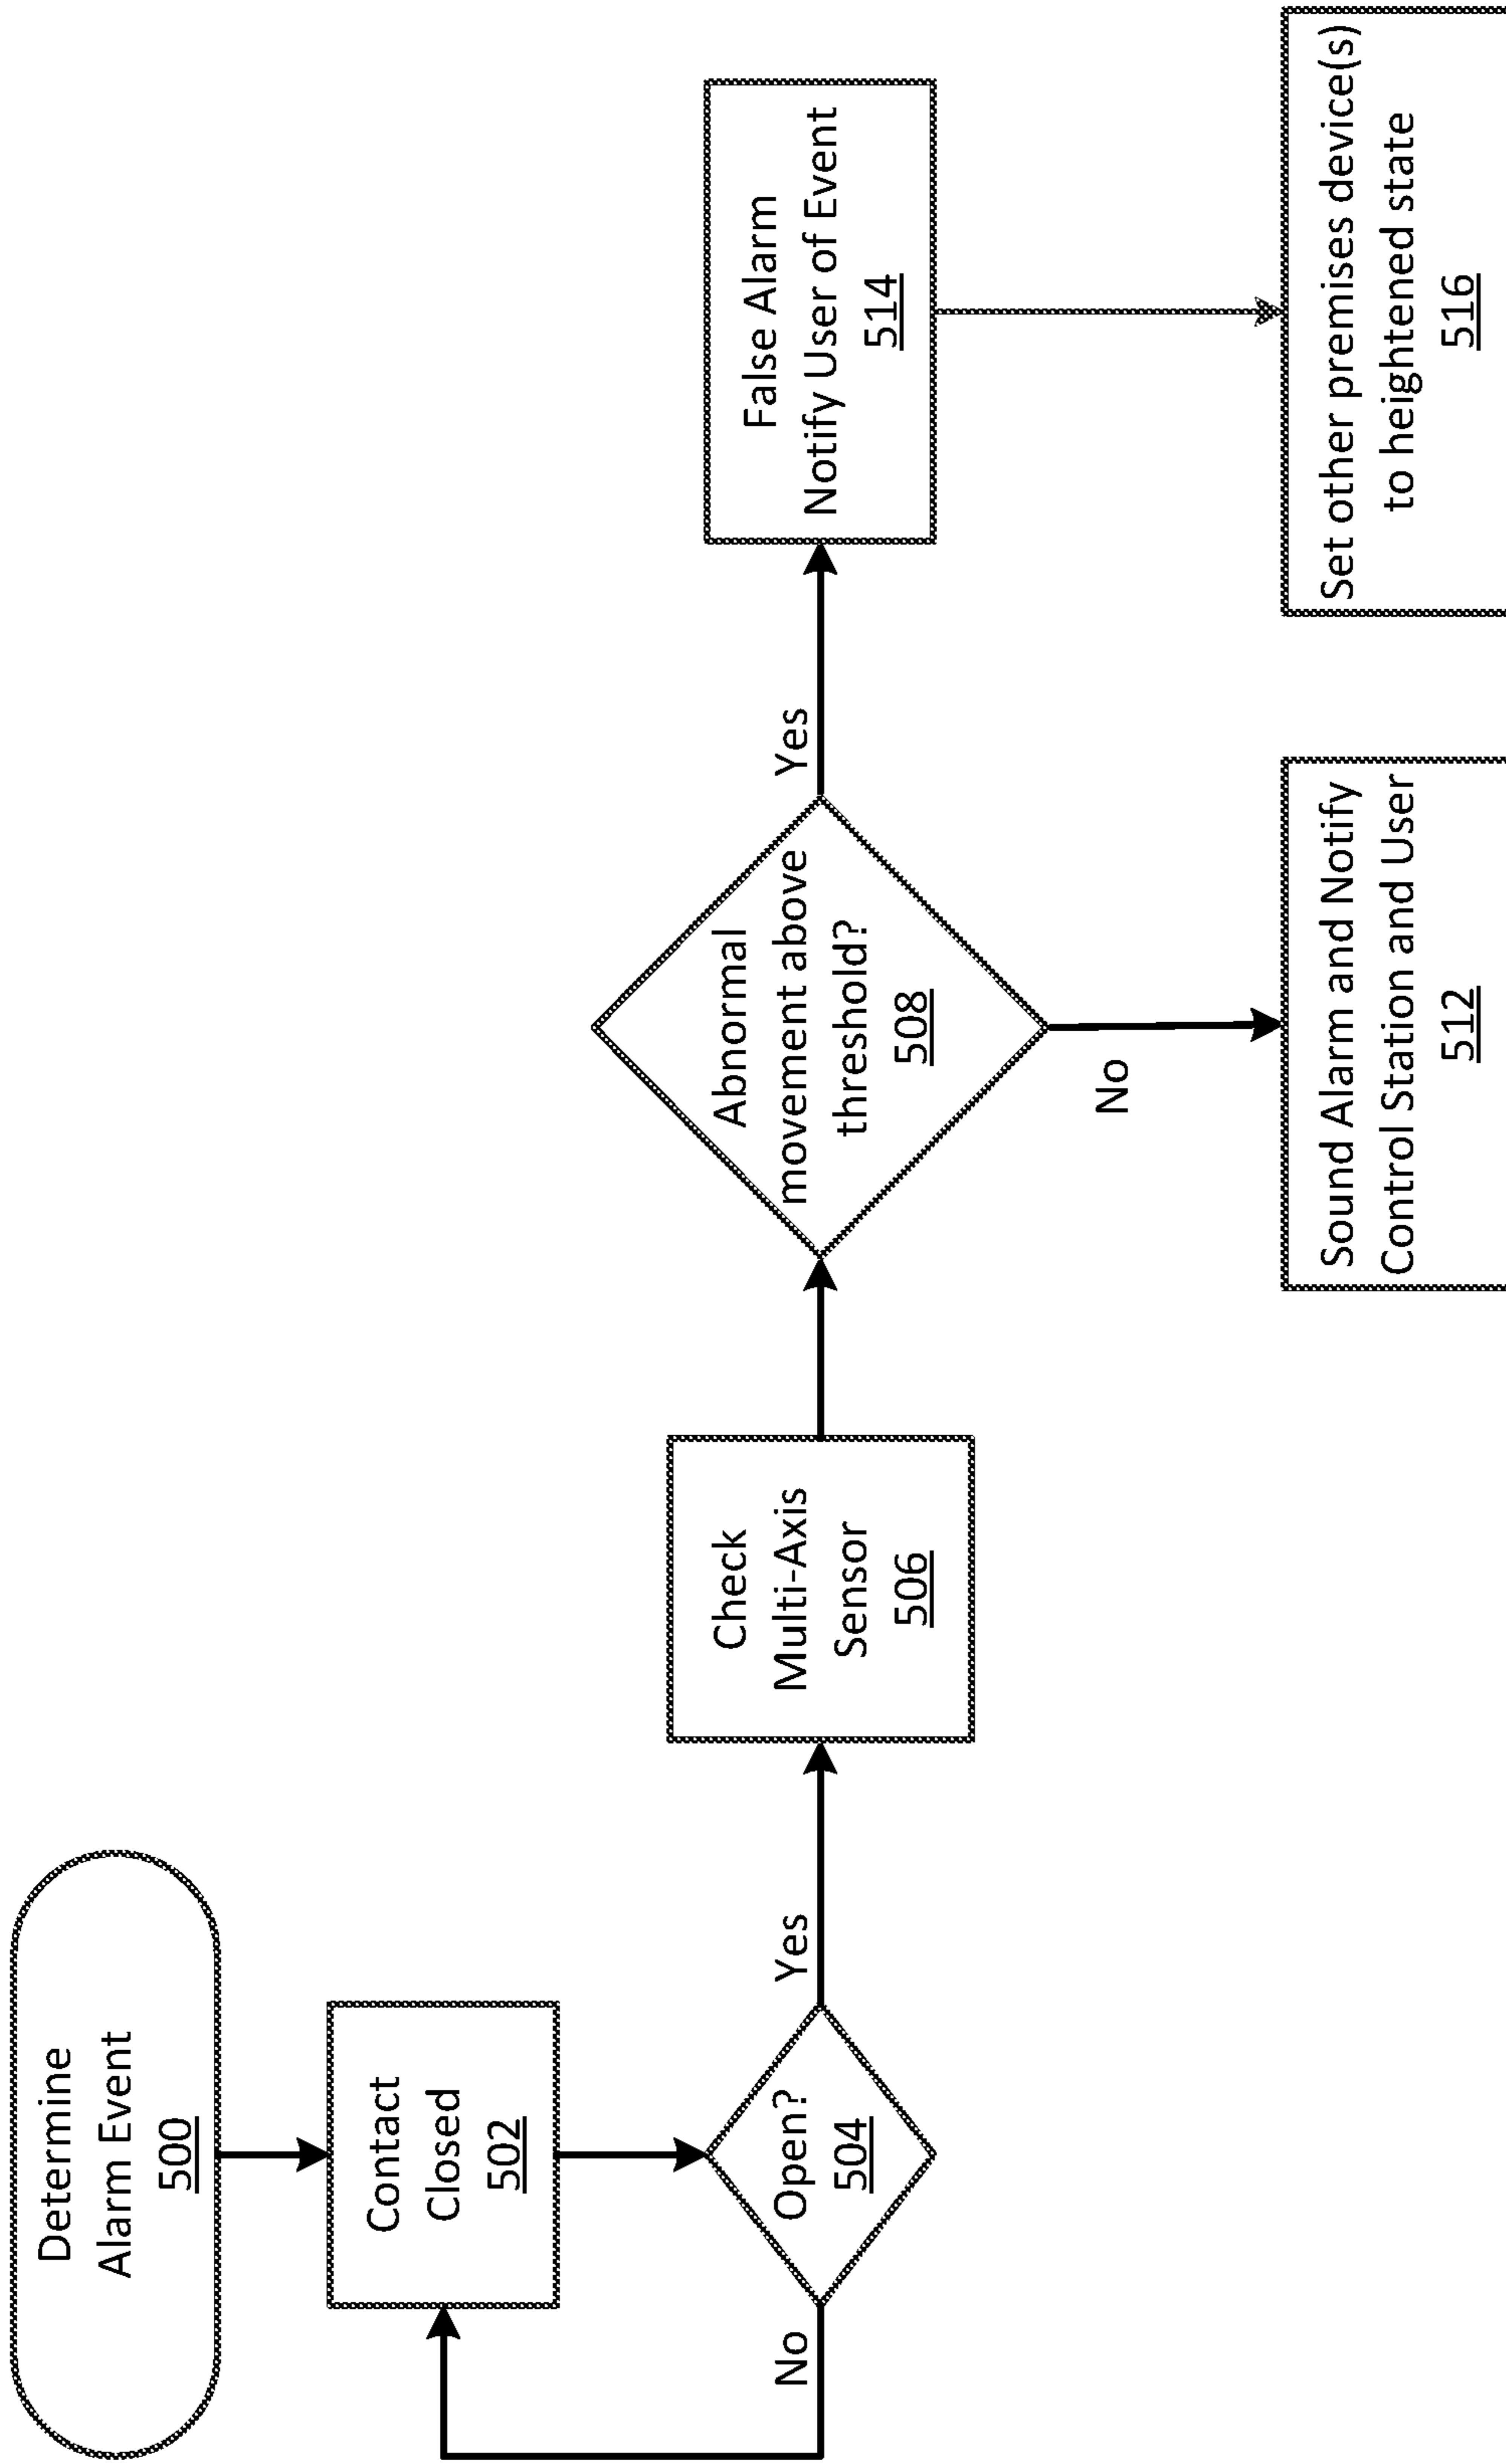 Determine
Alarm Event
500
Contact
Closed
502
Open?
504
No
Yes
Check
Multi-Axis
Sensor
506
Abnormal
movement above
threshold?
508
Yes
No
False Alarm
Notify User of Event
514
Sound Alarm and Notify
Control Station and User
512
Set other premises device(s)
to heightened state
516